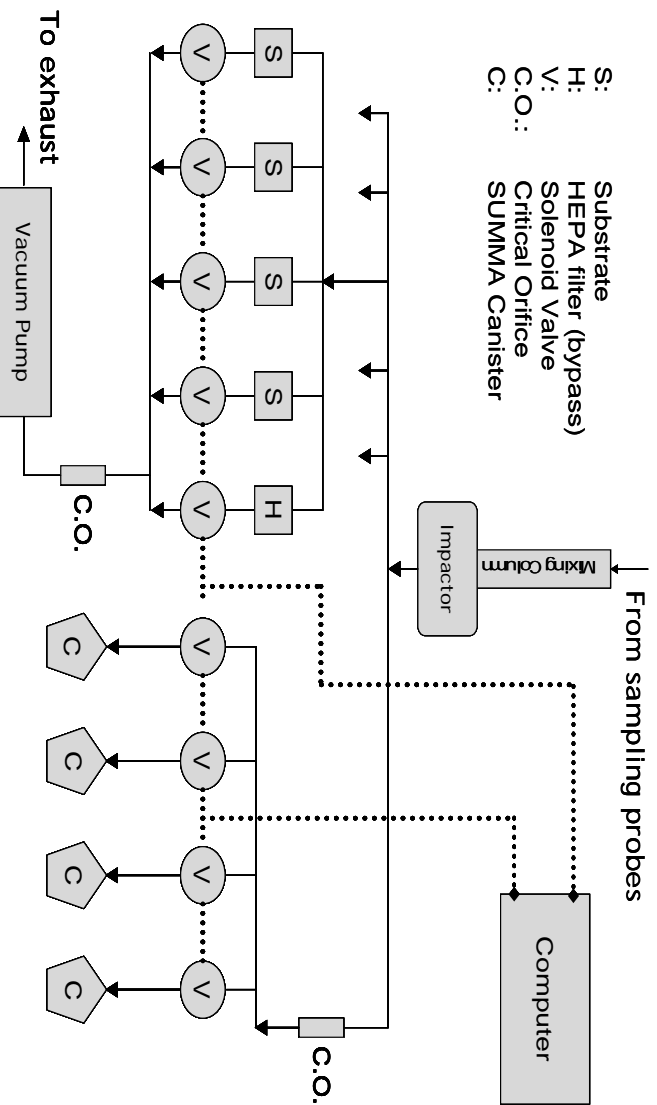 From sampling probes
S: Substrate
H: HEPA filter (bypass)
V: Solenoid Valve
C.O.: Critical Orifice
C: SUMMA Canister
Mixing Column
Computer
Impactor
C.O.
S S S S H
V V V V V V V V V
C.O.
C C C C
To exhaust
Vacuum Pump